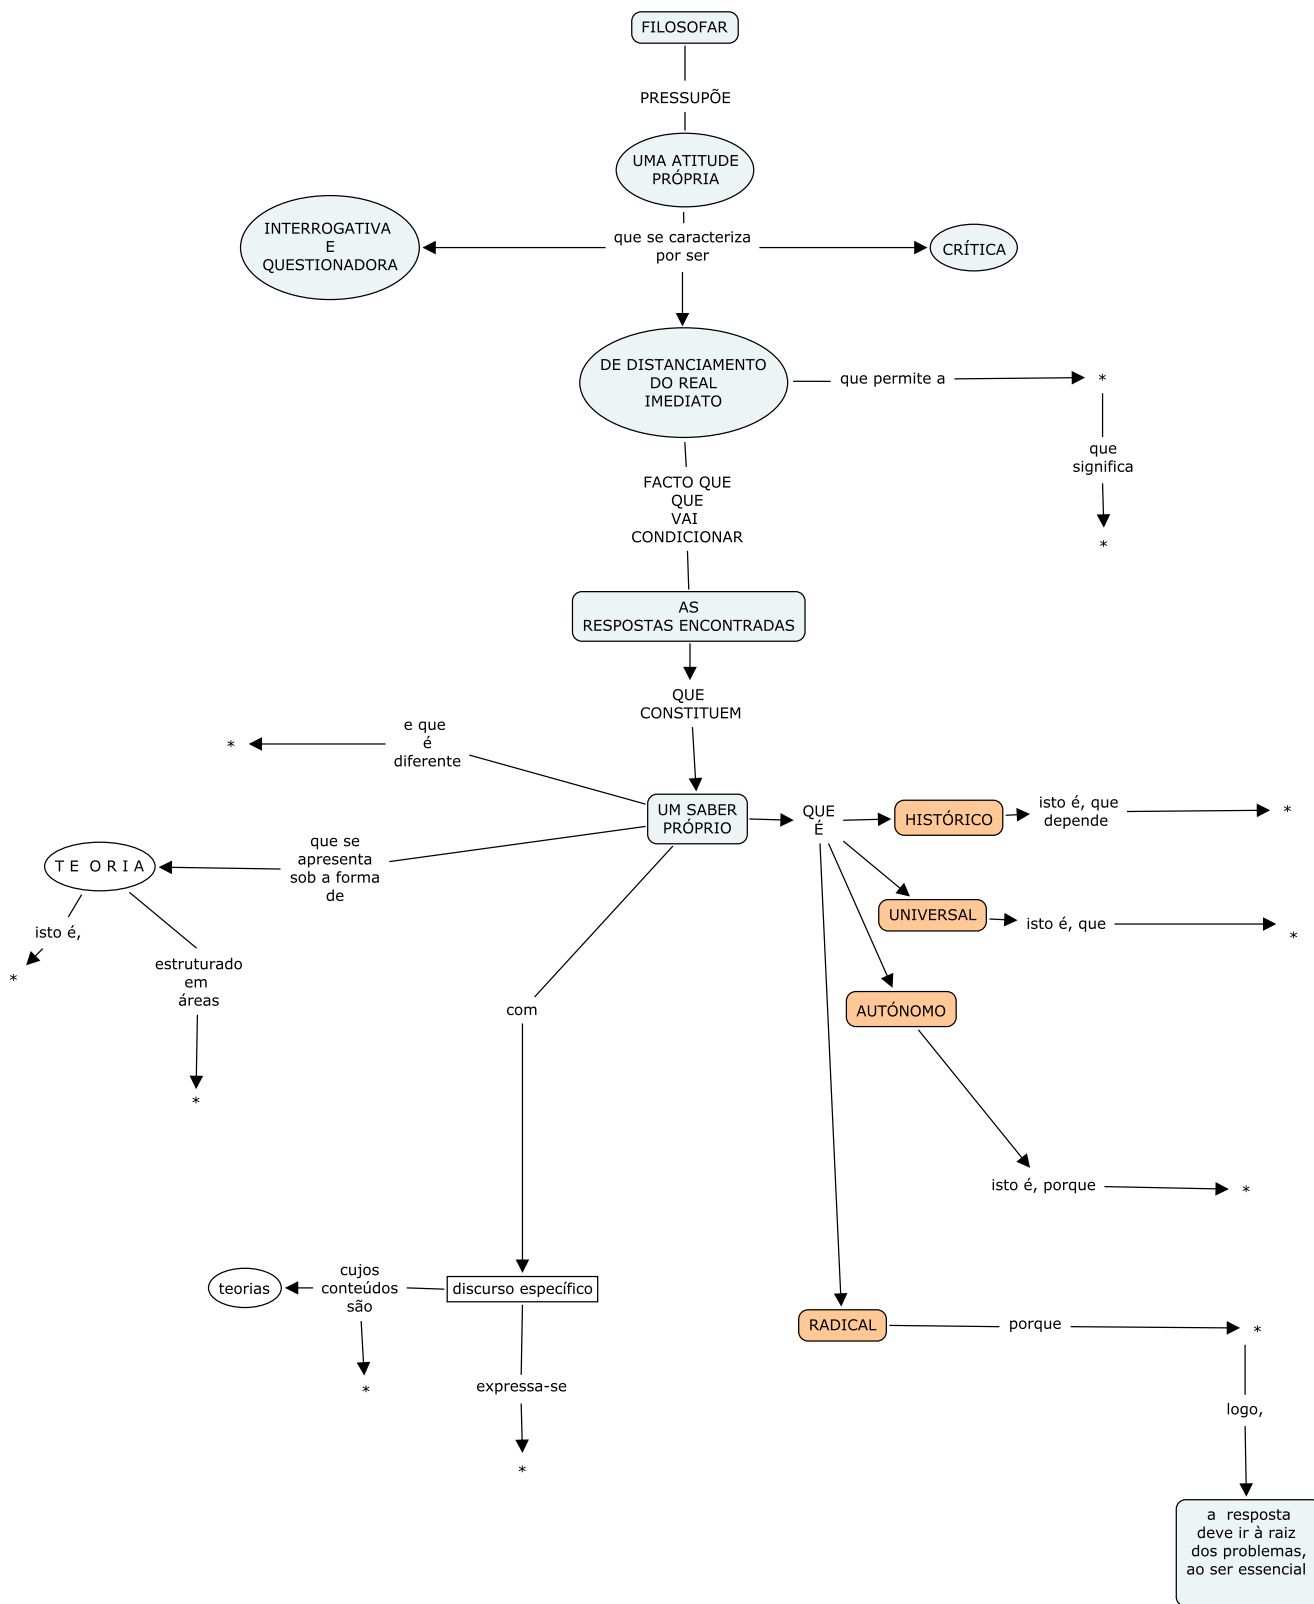 FILOSOFAR
PRESSUPÕE
UMA ATITUDE
PRÓPRIA
INTERROGATIVA
E
QUESTIONADORA
que se caracteriza
por ser
CRÍTICA
DE DISTANCIAMENTO
DO REAL
IMEDIATO
que permite a
*
que
significa
*
FACTO QUE
QUE
VAI
CONDICIONAR
AS
RESPOSTAS ENCONTRADAS
QUE
CONSTITUEM
e que
é
diferente
*
UM SABER
PRÓPRIO
QUE
É
HISTÓRICO
isto é, que
depende
*
que se
apresenta
sob a forma
de
T E O R I A
isto é,
*
estruturado
em
áreas
*
UNIVERSAL
isto é, que
*
AUTÓNOMO
isto é, porque
*
com
discurso específico
cujos
conteúdos
são
teorias
*
expressa-se
*
RADICAL
porque
*
logo,
a resposta
deve ir à raiz
dos problemas,
ao ser essencial